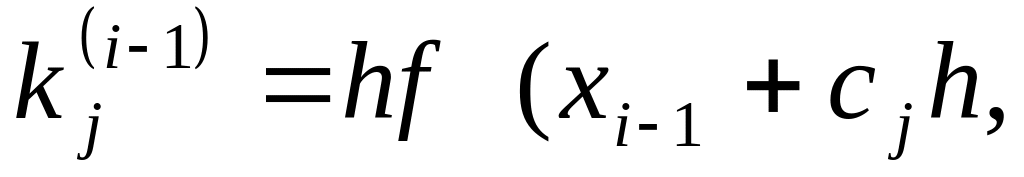 k_j^{(i-1)} = hf (x_{i-1} + c_j h,